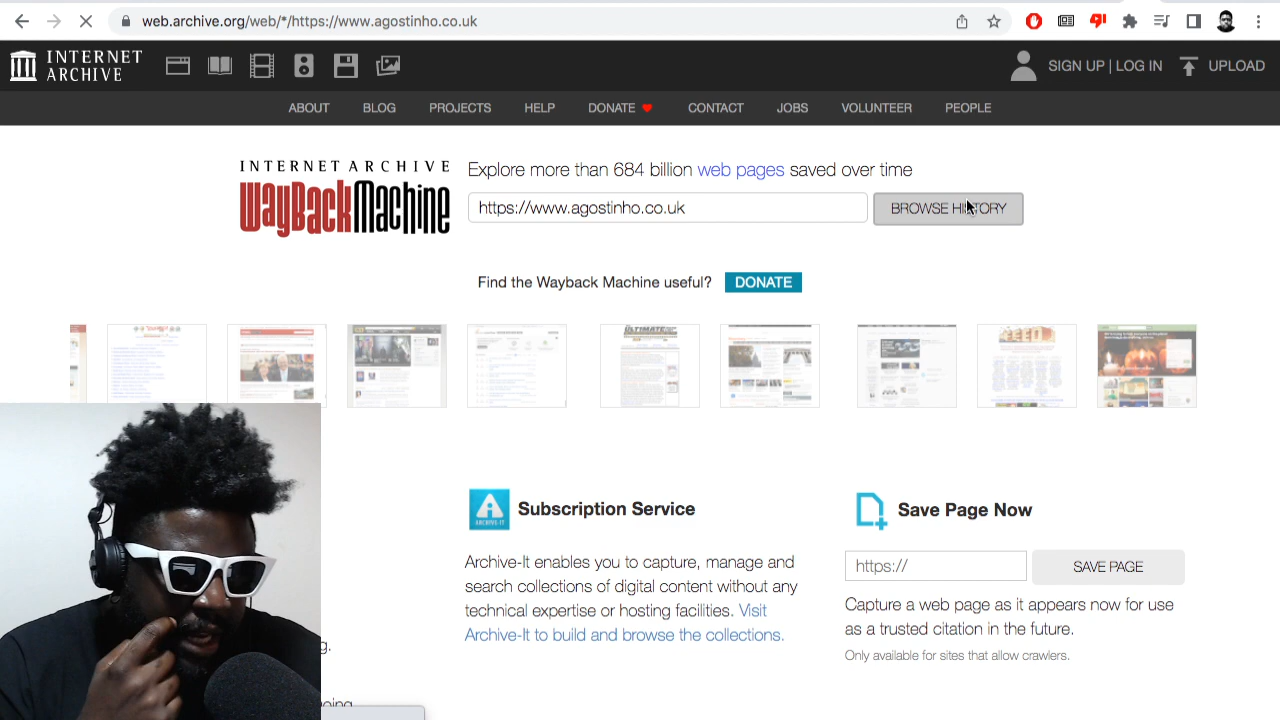 web.archive.org/web/*/https://www.agostinho.co.uk
INTERNET ARCHIVE
SIGN UP | LOG IN
UPLOAD
ABOUT
BLOG
PROJECTS
HELP
DONATE
CONTACT
JOBS
VOLUNTEER
PEOPLE
INTERNET ARCHIVE
WayBackMachine
Explore more than 684 billion web pages saved over time
https://www.agostinho.co.uk
BROWSE HISTORY
Find the Wayback Machine useful?
DONATE
ARCHIVE-IT
Subscription Service
Archive-It enables you to capture, manage and
search collections of digital content without any
technical expertise or hosting facilities. Visit
Archive-It to build and browse the collections.
Save Page Now
https://
SAVE PAGE
Capture a web page as it appears now for use
as a trusted citation in the future.
Only available for sites that allow crawlers.